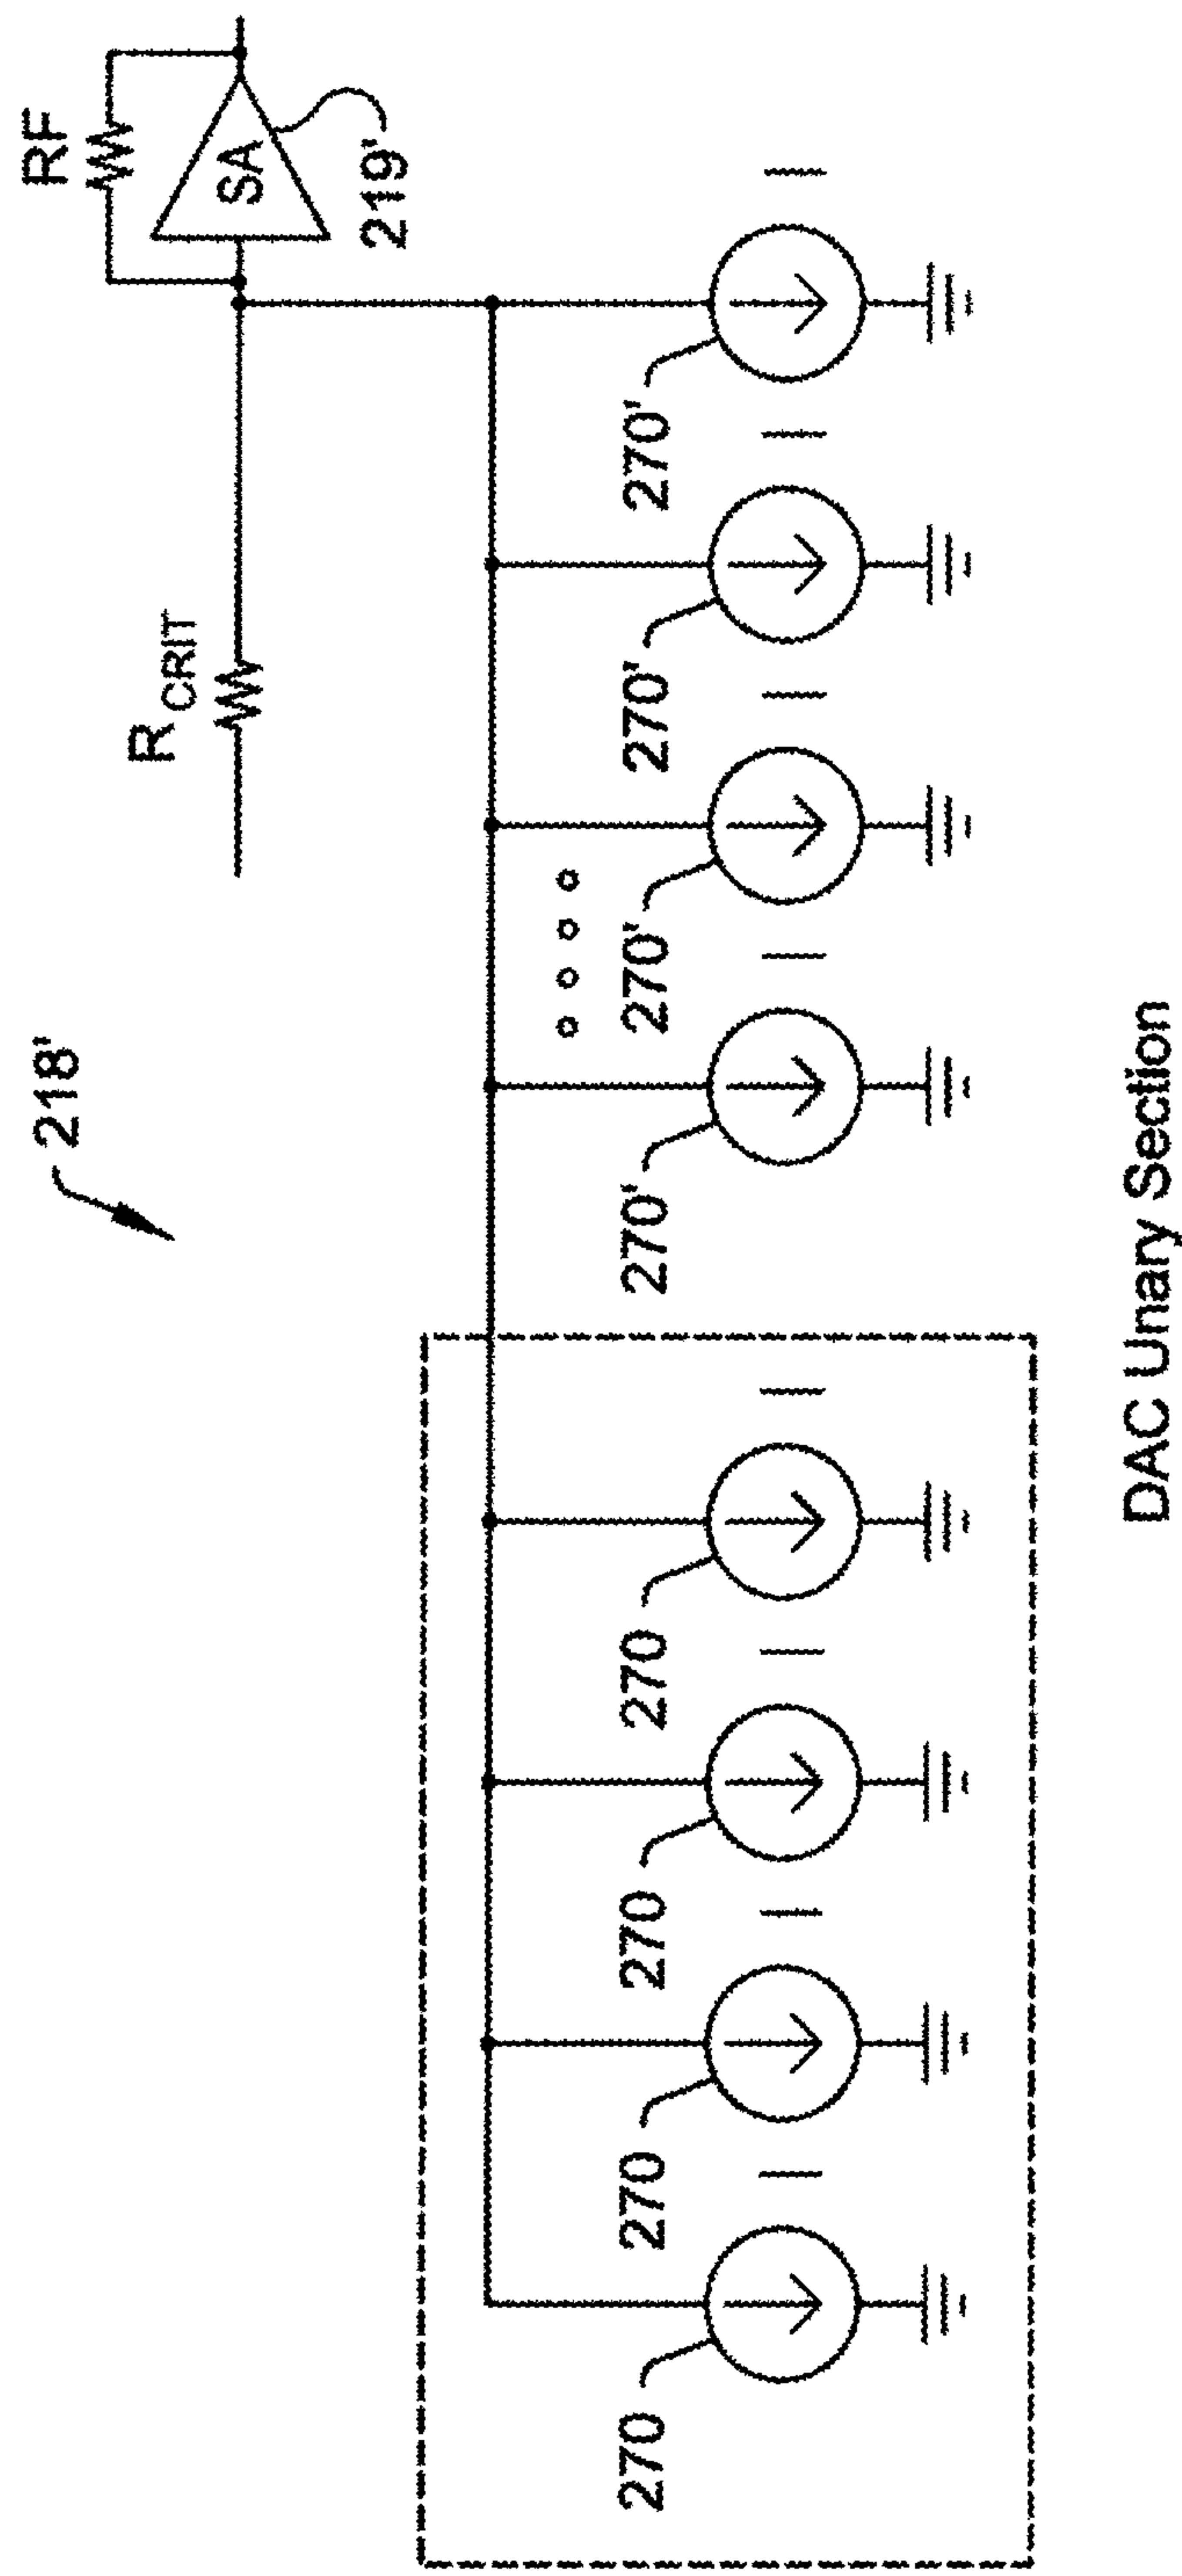 218'
RF
R CRIT
SA
219'
270
270
270
270
270'
270'
270'
270'
I
I
I
I
I
I
I
I
DAC Unary Section